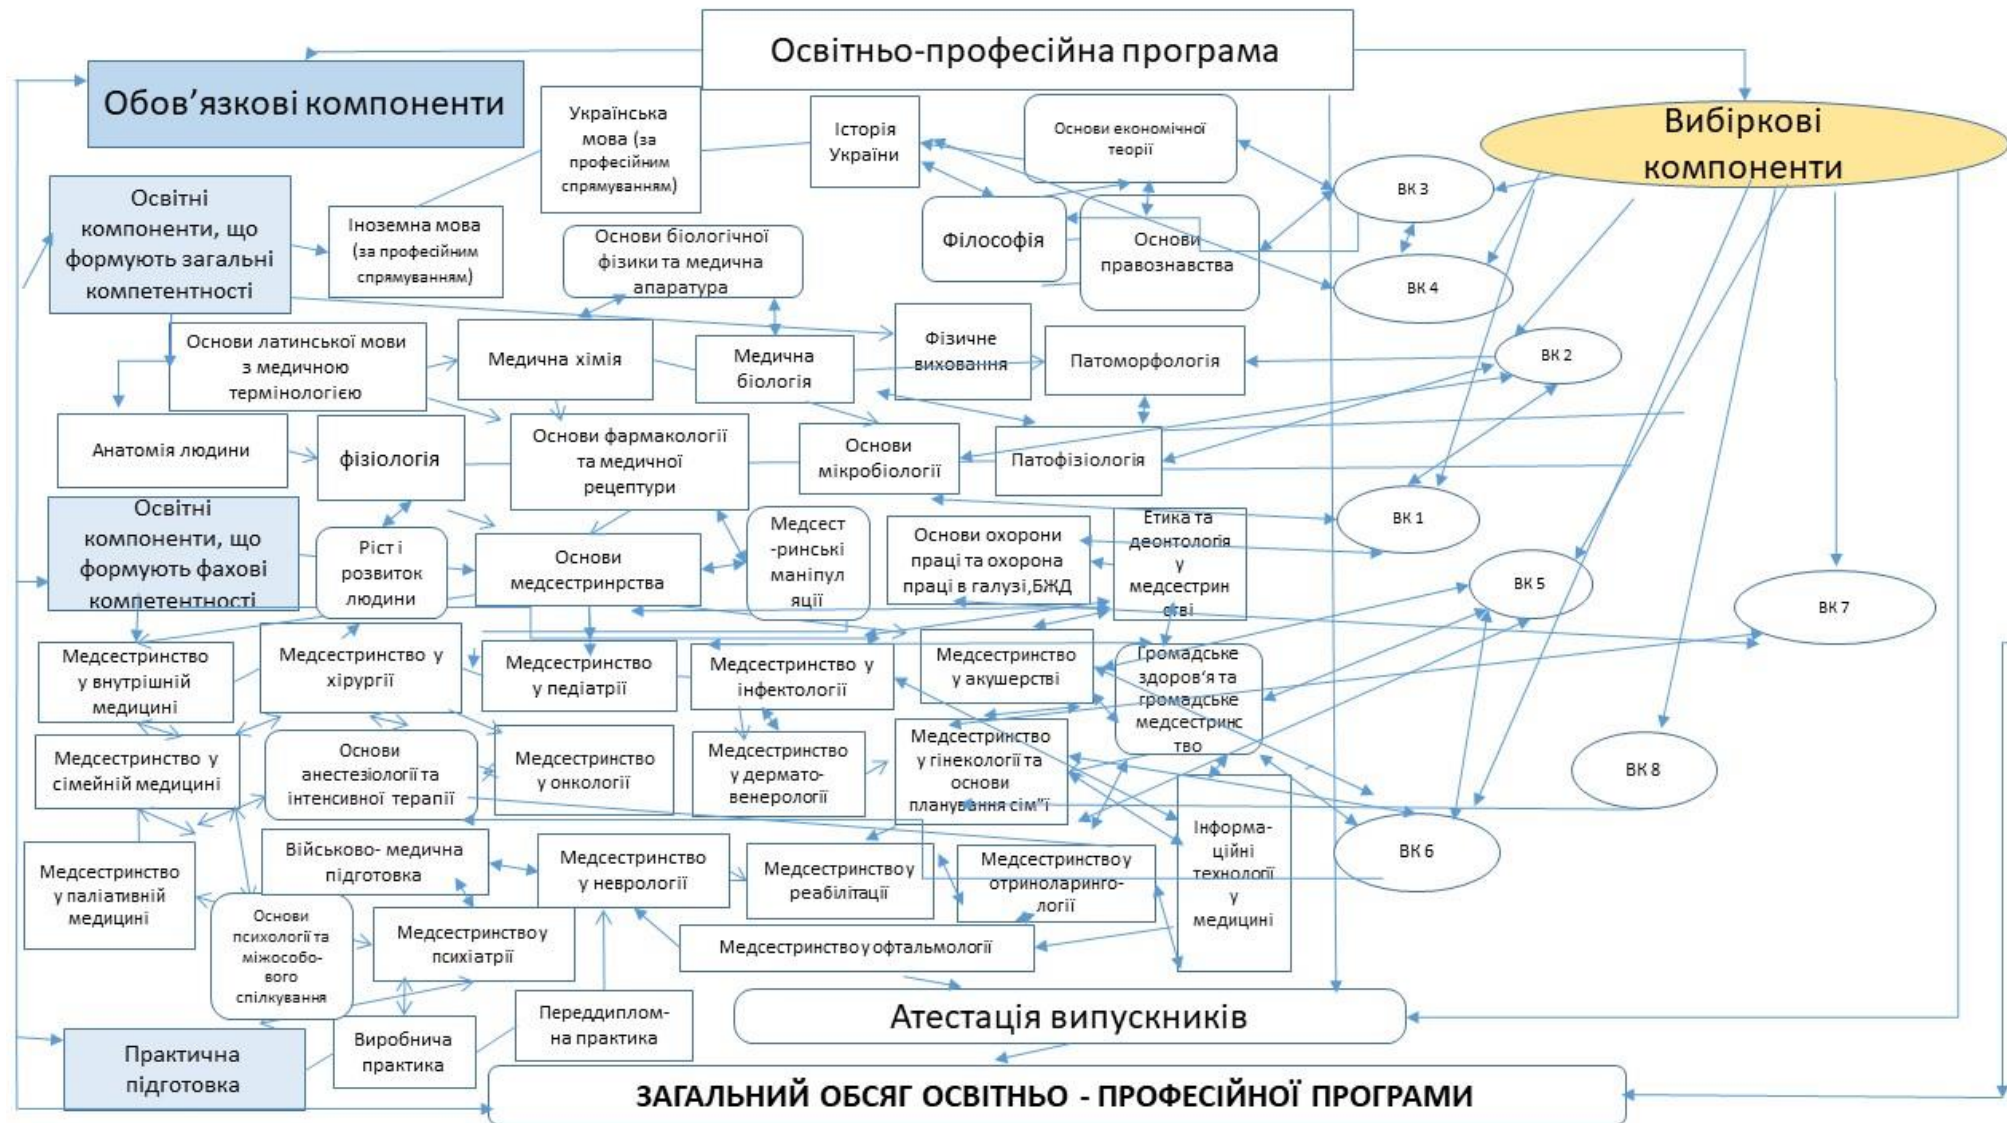 Освітньо-професійна програма
Обов’язкові компоненти
Вибіркові
компоненти
Українська
мова (за
професійним
спрямуванням)
Історія
України
Основи економічної
теорії
ВК 3
Освітні
компоненти, що
формують загальні
компетентності
Іноземна мова
(за професійним
спрямуванням)
Основи біологічної
фізики та медична
апаратура
Філософія
Основи
правознавства
ВК 4
Основи латинської мови
з медичною
термінологією
Медична хімія
Медична
біологія
Фізичне
виховання
Патоморфологія
ВК 2
Анатомія людини
фізіологія
Основи фармакології
та медичної
рецептури
Основи
мікробіології
Патофізіологія
ВК 1
Освітні
компоненти, що
формують фахові
компетентності
Ріст і
розвиток
людини
Основи
медсестринрства
Медсест
-ринські
маніпул
яції
Основи охорони
праці та охорона
праці в галузі,БЖД
Етика та
деонтологія
у
медсестрин
стві
ВК 5
ВК 7
Медсестринство
у внутрішній
медицині
Медсестринство у
хірургії
Медсестринство
у педіатрії
Медсестринство у
інфектології
Медсестринство
у акушерстві
Громадське
здоров’я та
громадське
медсестринс
тво
Медсестринство у
сімейній медицині
Основи
анестезіології та
інтенсивної терапії
Медсестринство
у онкології
Медсестринство
у дермато-
венерології
Медсестринство
у гінекології та
основи
планування сім"ї
ВК 8
Інформа-
ційні
технології
у
медицині
ВК 6
Медсестринство
у паліативній
медицині
Військово- медична
підготовка
Медсестринство
у неврології
Медсестринство у
реабілітації
Медсестринство у
отриноларинго-
логії
Основи
психології та
міжособо-
вого
спілкування
Медсестринство у
психіатрії
Медсестринство у офтальмології
Практична
підготовка
Виробнича
практика
Переддиплом-
на практика
Атестація випускників
ЗАГАЛЬНИЙ ОБСЯГ ОСВІТНЬО - ПРОФЕСІЙНОЇ ПРОГРАМИ